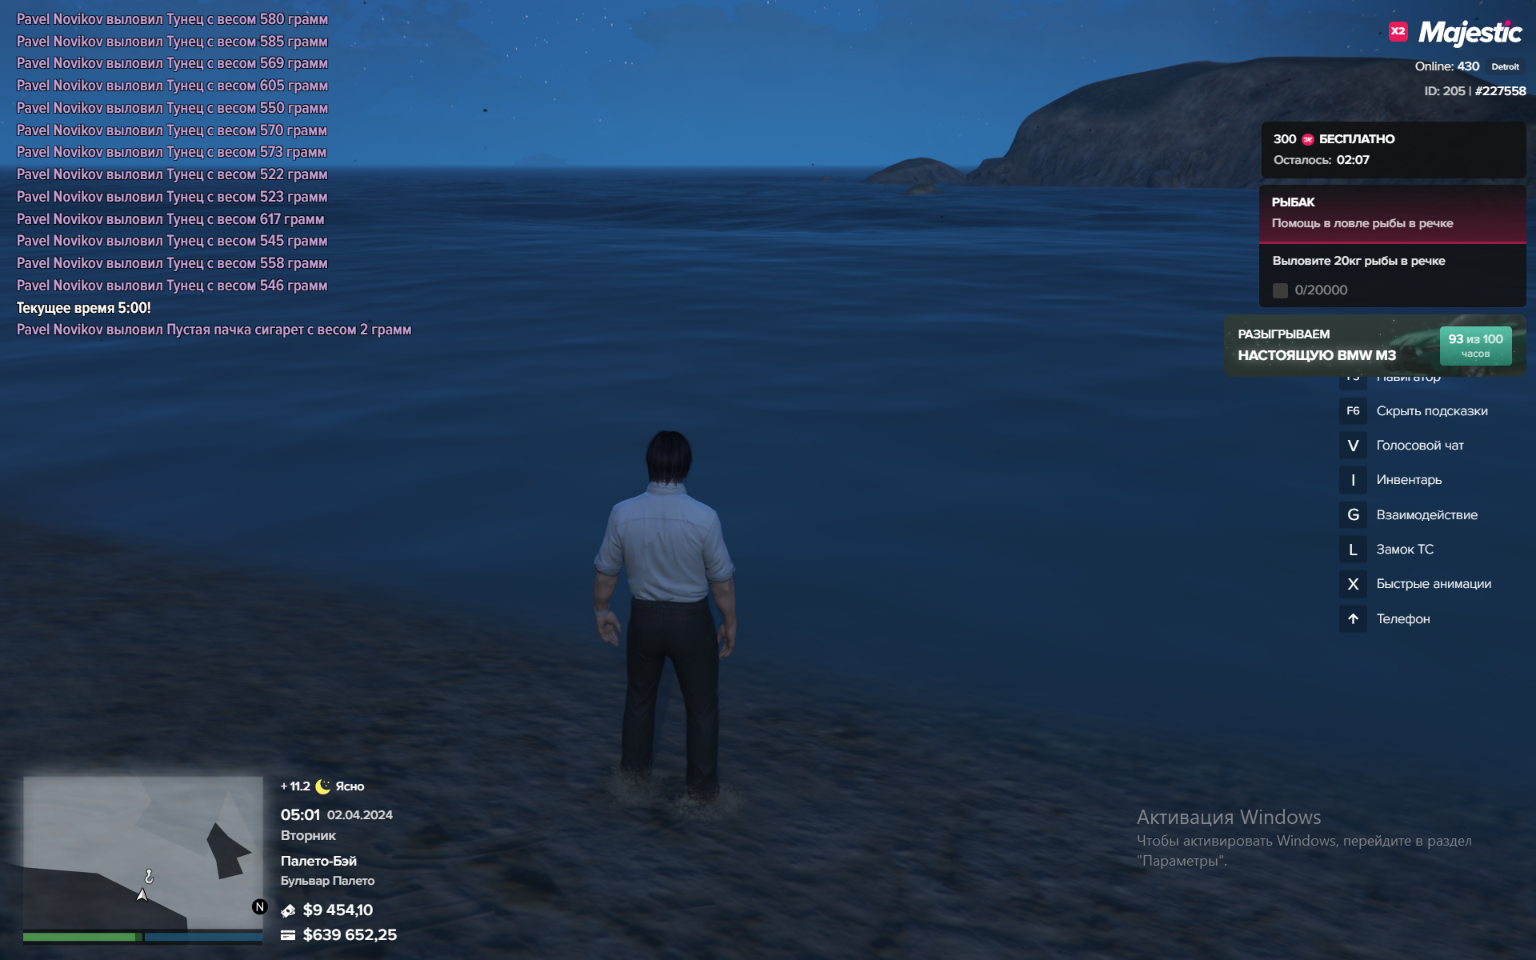 Pavel Novikov выловил Тунец с весом 580 грамм
Pavel Novikov выловил Тунец с весом 585 грамм
Pavel Novikov выловил Тунец с весом 569 грамм
Pavel Novikov выловил Тунец с весом 605 грамм
Pavel Novikov выловил Тунец с весом 550 грамм
Pavel Novikov выловил Тунец с весом 570 грамм
Pavel Novikov выловил Тунец с весом 573 грамм
Pavel Novikov выловил Тунец с весом 522 грамм
Pavel Novikov выловил Тунец с весом 523 грамм
Pavel Novikov выловил Тунец с весом 617 грамм
Pavel Novikov выловил Тунец с весом 545 грамм
Pavel Novikov выловил Тунец с весом 558 грамм
Pavel Novikov выловил Тунец с весом 546 грамм
Текущее время 5:00!
Pavel Novikov выловил Пустая пачка сигарет с весом 2 грамм
X2 Majestic
Online: 430 Detroit
ID: 205 | #227558
300 БЕСПЛАТНО
Осталось: 02:07
РЫБАК
Помощь в ловле рыбы в речке
Выловите 20кг рыбы в речке
0/20000
РАЗЫГРЫВАЕМ
НАСТОЯЩУЮ BMW M3
93 из 100
часов
Навигатор
F6 Скрыть подсказки
V Голосовой чат
I Инвентарь
G Взаимодействие
L Замок ТС
X Быстрые анимации
Телефон
+ 11.2 Ясно
05:01 02.04.2024
Вторник
Палето-Бэй
Бульвар Палето
$9 454,10
$639 652,25
N
Активация Windows
Чтобы активировать Windows, перейдите в раздел
"Параметры".